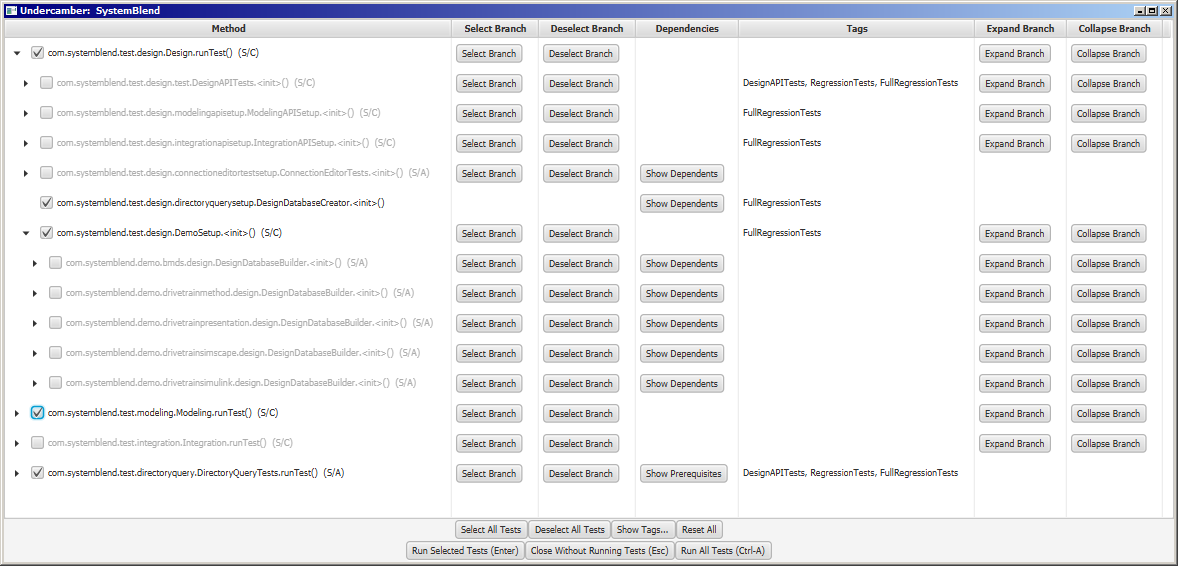 Undercamber:  SystemBlend
Method Select Branch Deselect Branch Dependencies Tags Expand Branch Collapse Branch
com.systemblend.test.design.Design.runTest()  (S/C) Select Branch Deselect Branch Expand Branch Collapse Branch
com.systemblend.test.design.test.DesignAPITests.<init>()  (S/C) Select Branch Deselect Branch DesignAPITests, RegressionTests, FullRegressionTests Expand Branch Collapse Branch
com.systemblend.test.design.modelingapisetup.ModelingAPISetup.<init>()  (S/C) Select Branch Deselect Branch FullRegressionTests Expand Branch Collapse Branch
com.systemblend.test.design.integrationapisetup.IntegrationAPISetup.<init>()  (S/C) Select Branch Deselect Branch FullRegressionTests Expand Branch Collapse Branch
com.systemblend.test.design.connectioneditortestsetup.ConnectionEditorTests.<init>()  (S/A) Select Branch Deselect Branch Show Dependents Expand Branch Collapse Branch
com.systemblend.test.design.directoryquerysetup.DesignDatabaseCreator.<init>() Show Dependents FullRegressionTests
com.systemblend.test.design.DemoSetup.<init>()  (S/C) Select Branch Deselect Branch FullRegressionTests Expand Branch Collapse Branch
com.systemblend.demo.bmds.design.DesignDatabaseBuilder.<init>()  (S/A) Select Branch Deselect Branch Show Dependents Expand Branch Collapse Branch
com.systemblend.demo.drivetrainmethod.design.DesignDatabaseBuilder.<init>()  (S/A) Select Branch Deselect Branch Show Dependents Expand Branch Collapse Branch
com.systemblend.demo.drivetrainpresentation.design.DesignDatabaseBuilder.<init>()  (S/A) Select Branch Deselect Branch Show Dependents Expand Branch Collapse Branch
com.systemblend.demo.drivetrainsimscape.design.DesignDatabaseBuilder.<init>()  (S/A) Select Branch Deselect Branch Show Dependents Expand Branch Collapse Branch
com.systemblend.demo.drivetrainsimulink.design.DesignDatabaseBuilder.<init>()  (S/A) Select Branch Deselect Branch Show Dependents Expand Branch Collapse Branch
com.systemblend.test.modeling.Modeling.runTest()  (S/C) Select Branch Deselect Branch Expand Branch Collapse Branch
com.systemblend.test.integration.Integration.runTest()  (S/C) Select Branch Deselect Branch Expand Branch Collapse Branch
com.systemblend.test.directoryquery.DirectoryQueryTests.runTest()  (S/A) Select Branch Deselect Branch Show Prerequisites DesignAPITests, RegressionTests, FullRegressionTests Expand Branch Collapse Branch
Select All Tests Deselect All Tests Show Tags... Reset All
Run Selected Tests (Enter) Close Without Running Tests (Esc) Run All Tests (Ctrl-A)